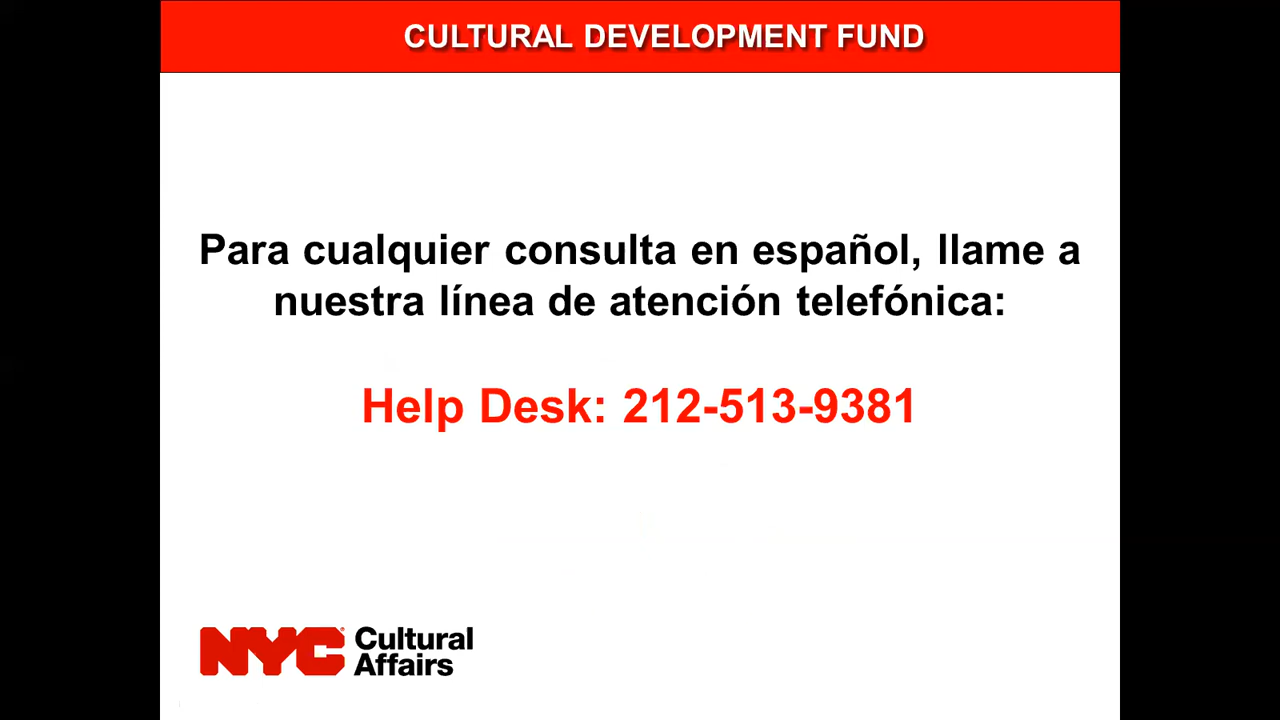 CULTURAL DEVELOPMENT FUND
Para cualquier consulta en español, llame a
nuestra línea de atención telefónica:
Help Desk: 212-513-9381
NYC Cultural
Affairs